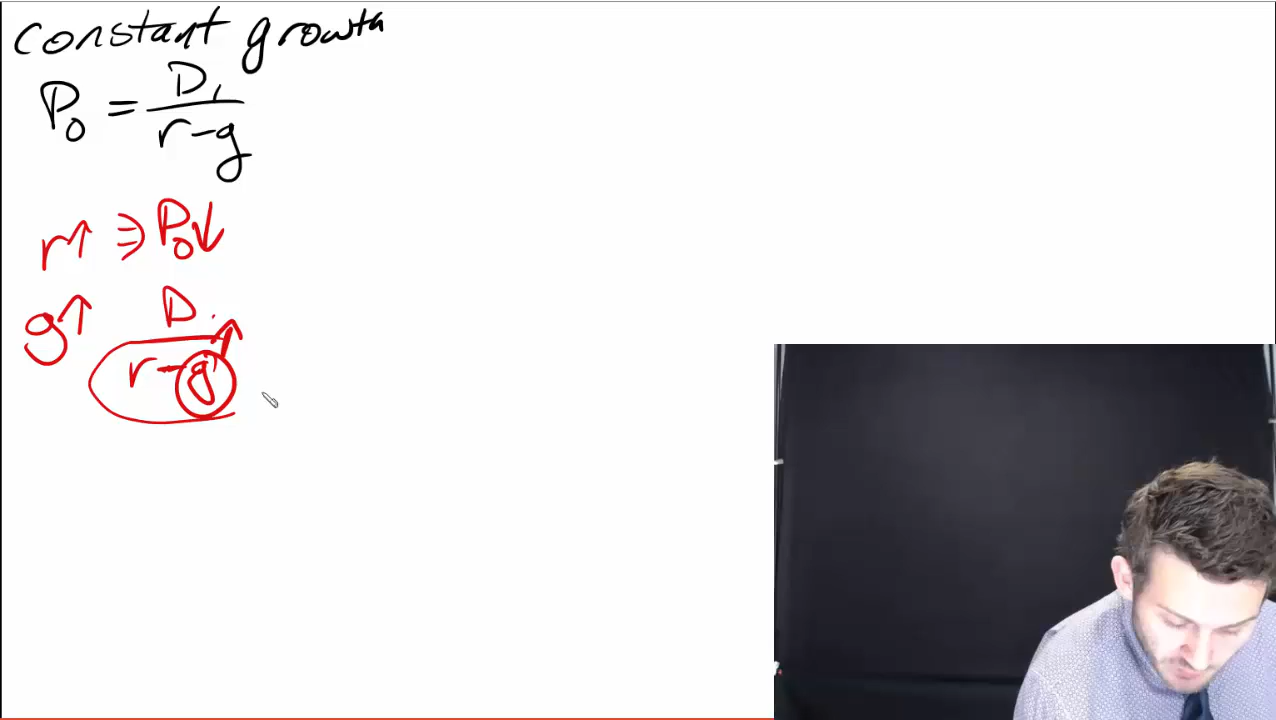 constant growth
P₀ = D₁ / r-g
r↑ ⇒ P₀↓
g↑ D₁ / r-g↑